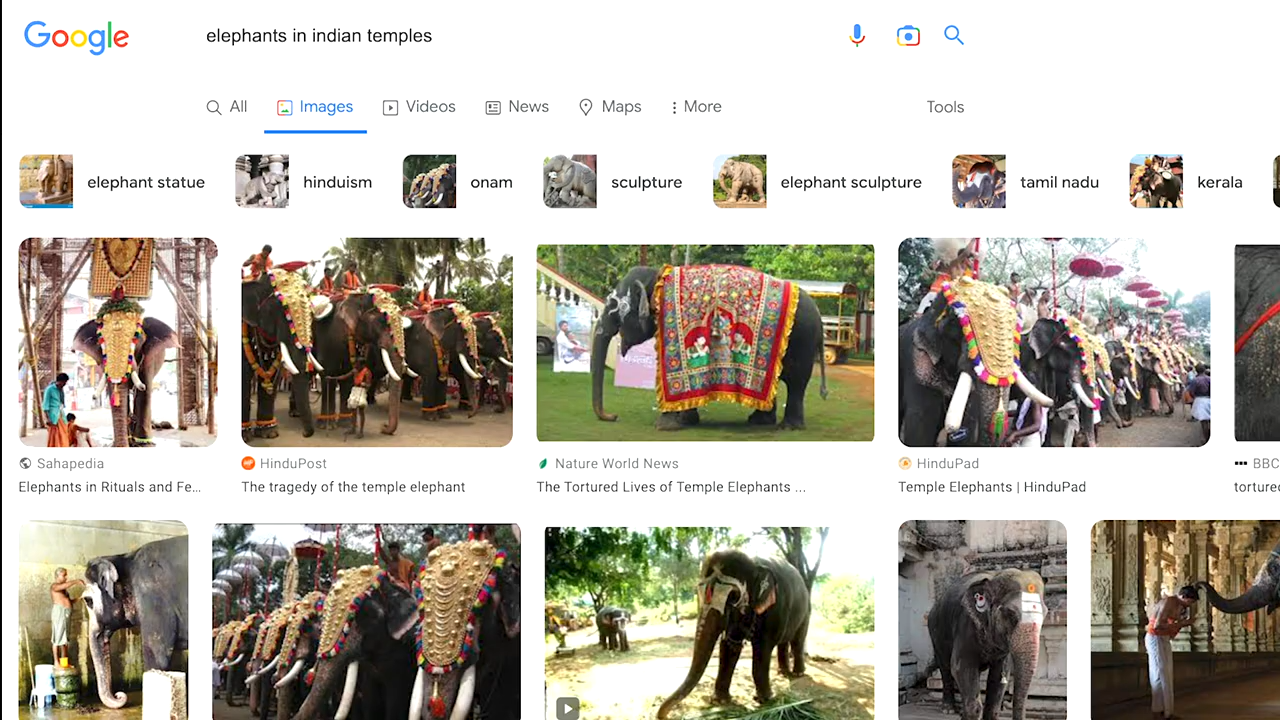 Google
elephants in indian temples
All
Images
Videos
News
Maps
More
Tools
elephant statue
hinduism
onam
sculpture
elephant sculpture
tamil nadu
kerala
Sahapedia
Elephants in Rituals and Fe...
HinduPost
The tragedy of the temple elephant
Nature World News
The Tortured Lives of Temple Elephants ...
HinduPad
Temple Elephants | HinduPad
BBC
tortured